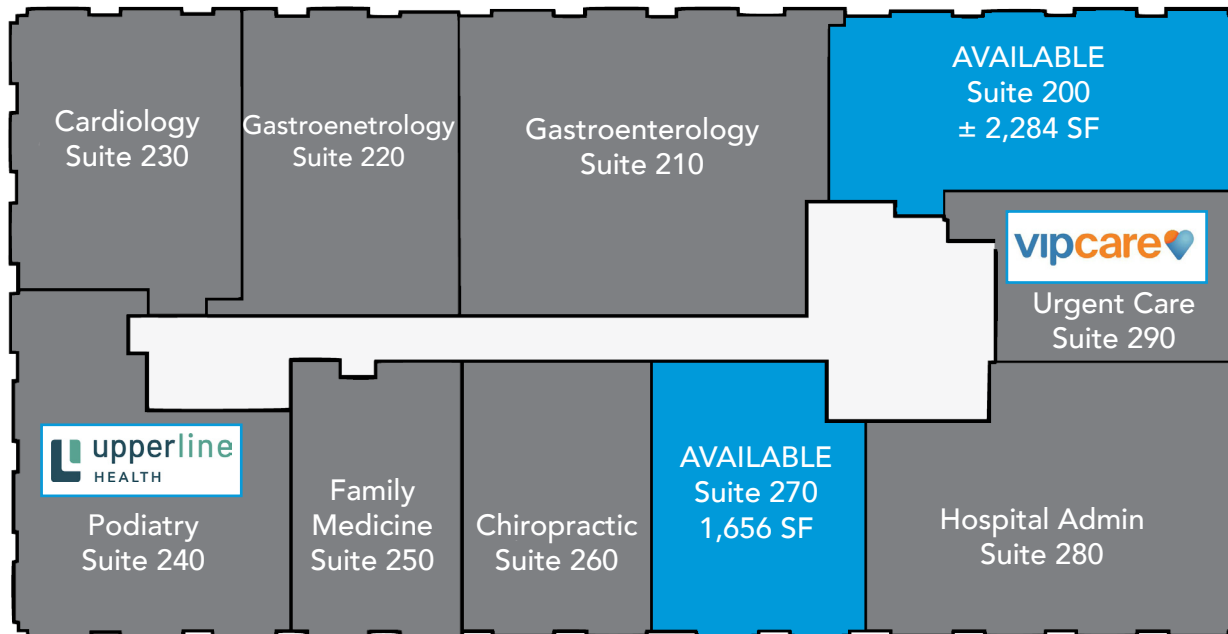 Cardiology
Suite 230
Gastroenetrology
Suite 220
Gastroenterology
Suite 210
AVAILABLE
Suite 200
± 2,284 SF
vipcare
Urgent Care
Suite 290
upperline
HEALTH
Podiatry
Suite 240
Family
Medicine
Suite 250
Chiropractic
Suite 260
AVAILABLE
Suite 270
1,656 SF
Hospital Admin
Suite 280